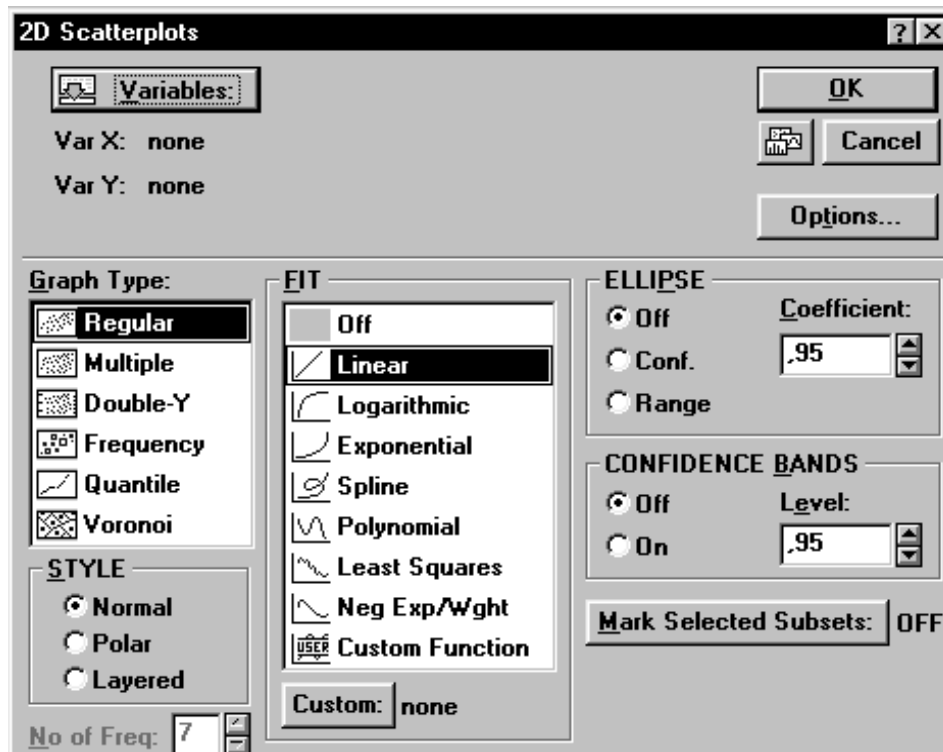 2D Scatterplots
? X
Variables:
OK
Var X: none
Cancel
Var Y: none
Options...
Graph Type:
Regular
Multiple
Double-Y
Frequency
Quantile
Voronoi
STYLE
Normal
Polar
Layered
No of Freq: 7
FIT
Off
Linear
Logarithmic
Exponential
Spline
Polynomial
Least Squares
Neg Exp/Wght
USER Custom Function
Custom: none
ELLIPSE
Off
Conf.
Range
Coefficient:
,95
CONFIDENCE BANDS
Off
On
Level:
,95
Mark Selected Subsets: OFF